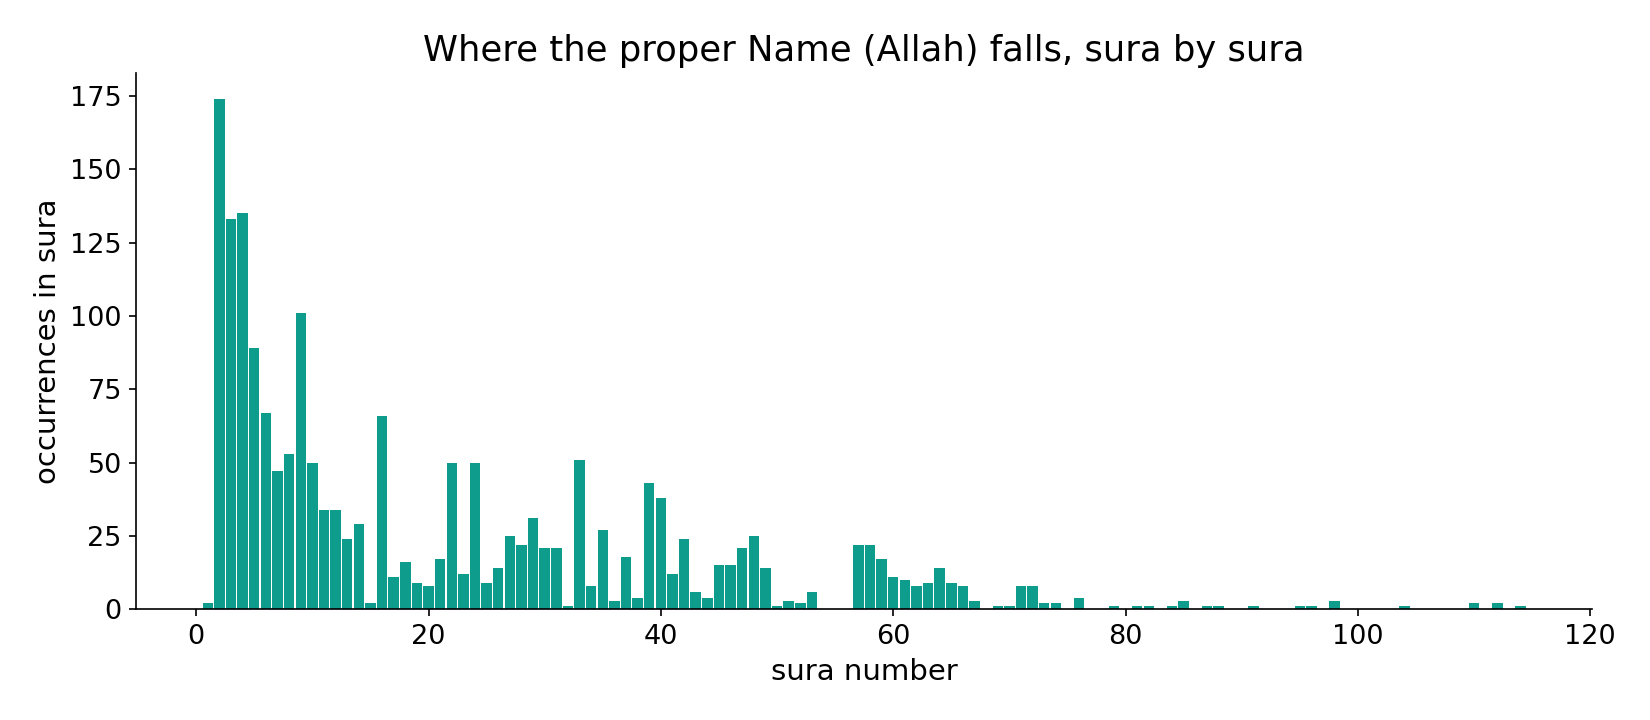 Where the proper Name (Allah) falls, sura by sura
175
150
125
100
75
50
25
0
occurrences in sura
0 20 40 60 80 100 120
sura number